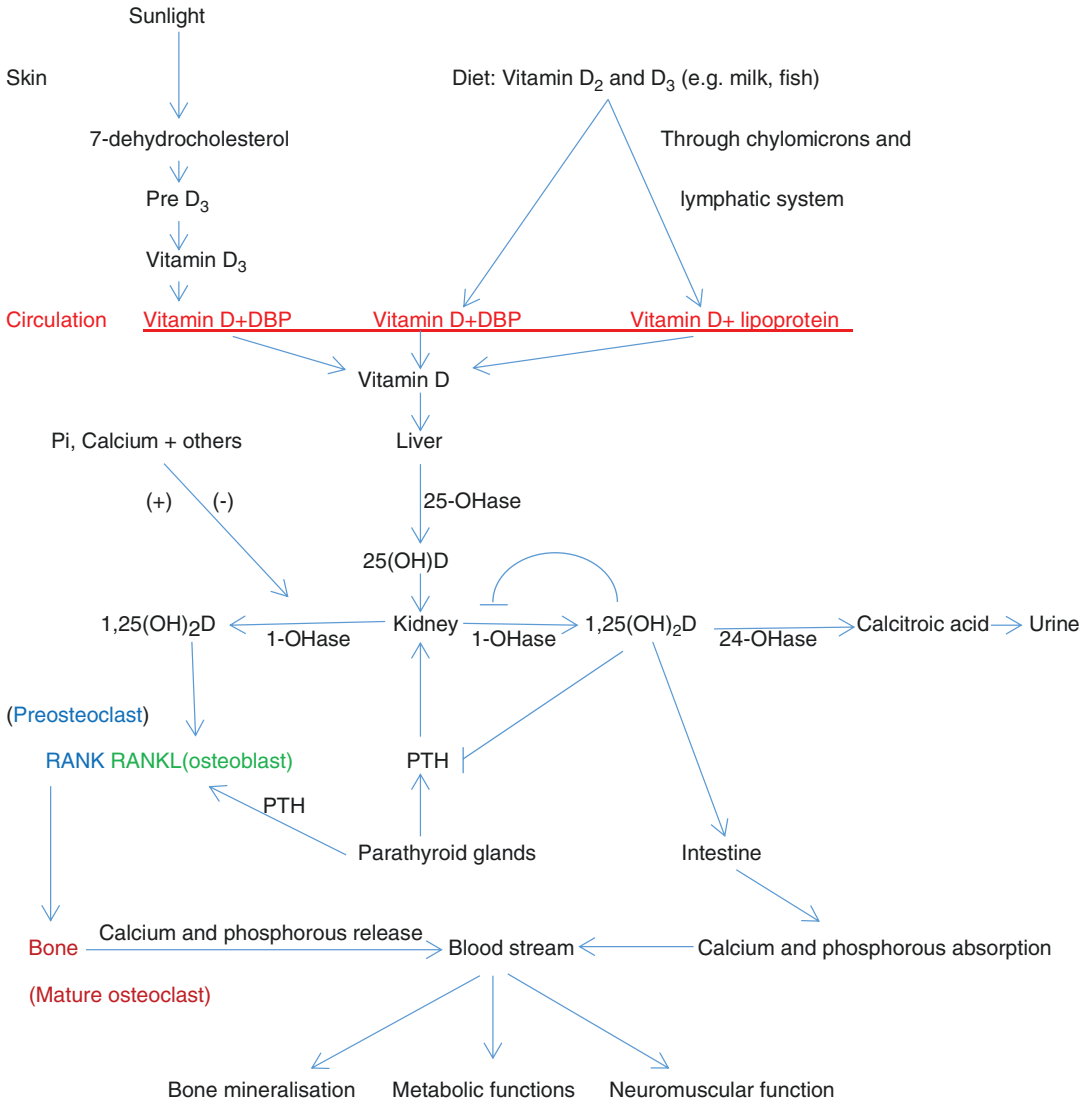 Sunlight
Skin
Diet: Vitamin D₂ and D₃ (e.g. milk, fish)
7-dehydrocholesterol
Through chylomicrons and
Pre D₃
lymphatic system
Vitamin D₃
Circulation
Vitamin D+DBP
Vitamin D+DBP
Vitamin D+ lipoprotein
Vitamin D
Pi, Calcium + others
Liver
(+)
(-)
25-OHase
25(OH)D
1,25(OH)₂D
1-OHase
Kidney
1-OHase
1,25(OH)₂D
24-OHase
Calcitroic acid
Urine
(Preosteoclast)
RANK RANKL(osteoblast)
PTH
PTH
Parathyroid glands
Intestine
Bone
Calcium and phosphorous release
Blood stream
Calcium and phosphorous absorption
(Mature osteoclast)
Bone mineralisation
Metabolic functions
Neuromuscular function